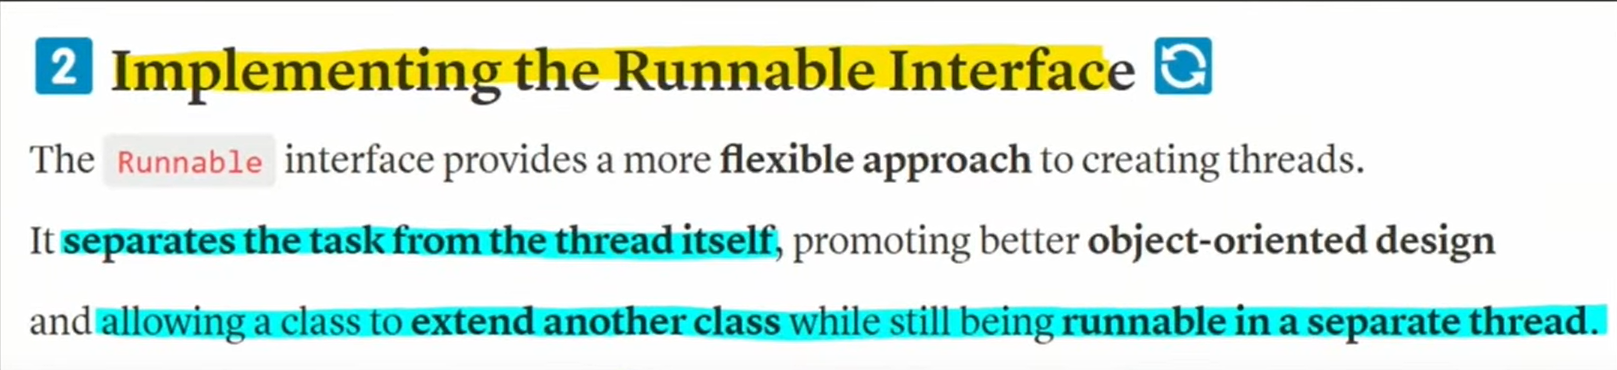 2 Implementing the Runnable Interface
The Runnable interface provides a more flexible approach to creating threads.
It separates the task from the thread itself, promoting better object-oriented design
and allowing a class to extend another class while still being runnable in a separate thread.